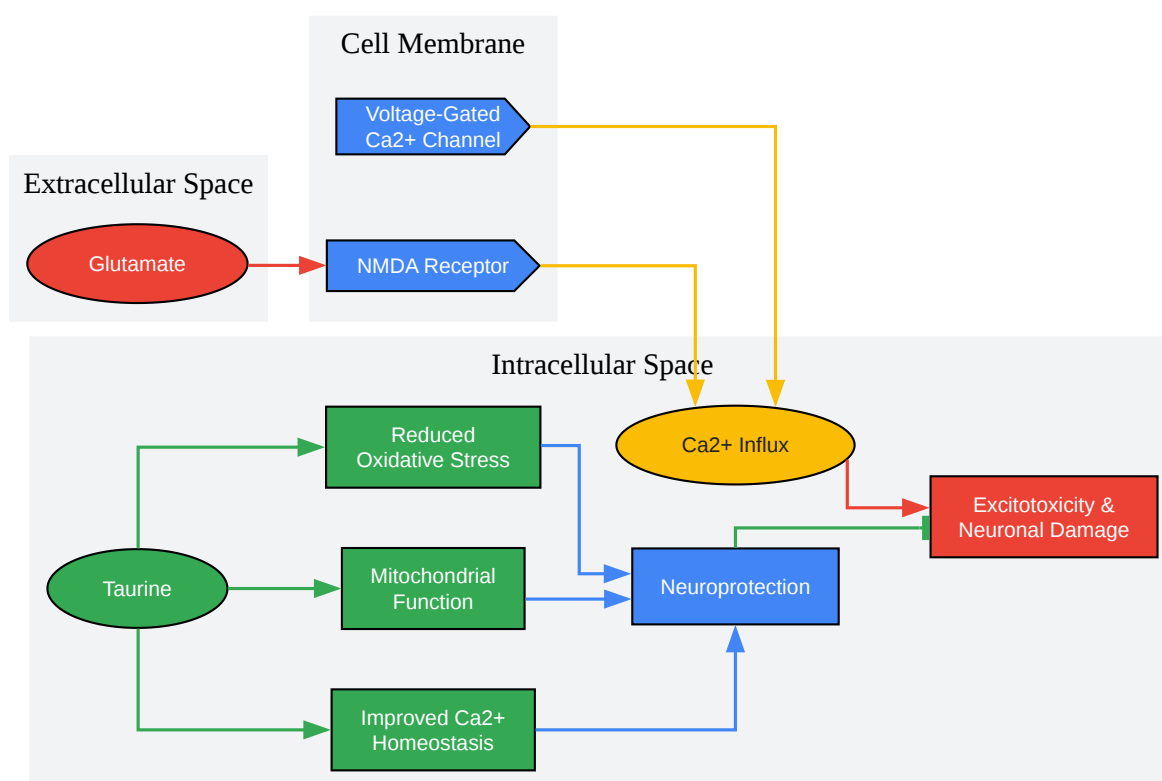 Cell Membrane
Voltage-Gated
Ca2+ Channel
Extracellular Space
Glutamate
NMDA Receptor
Intracellular Space
Reduced
Oxidative Stress
Ca2+ Influx
Excitotoxicity &
Neuronal Damage
Taurine
Mitochondrial
Function
Neuroprotection
Improved Ca2+
Homeostasis